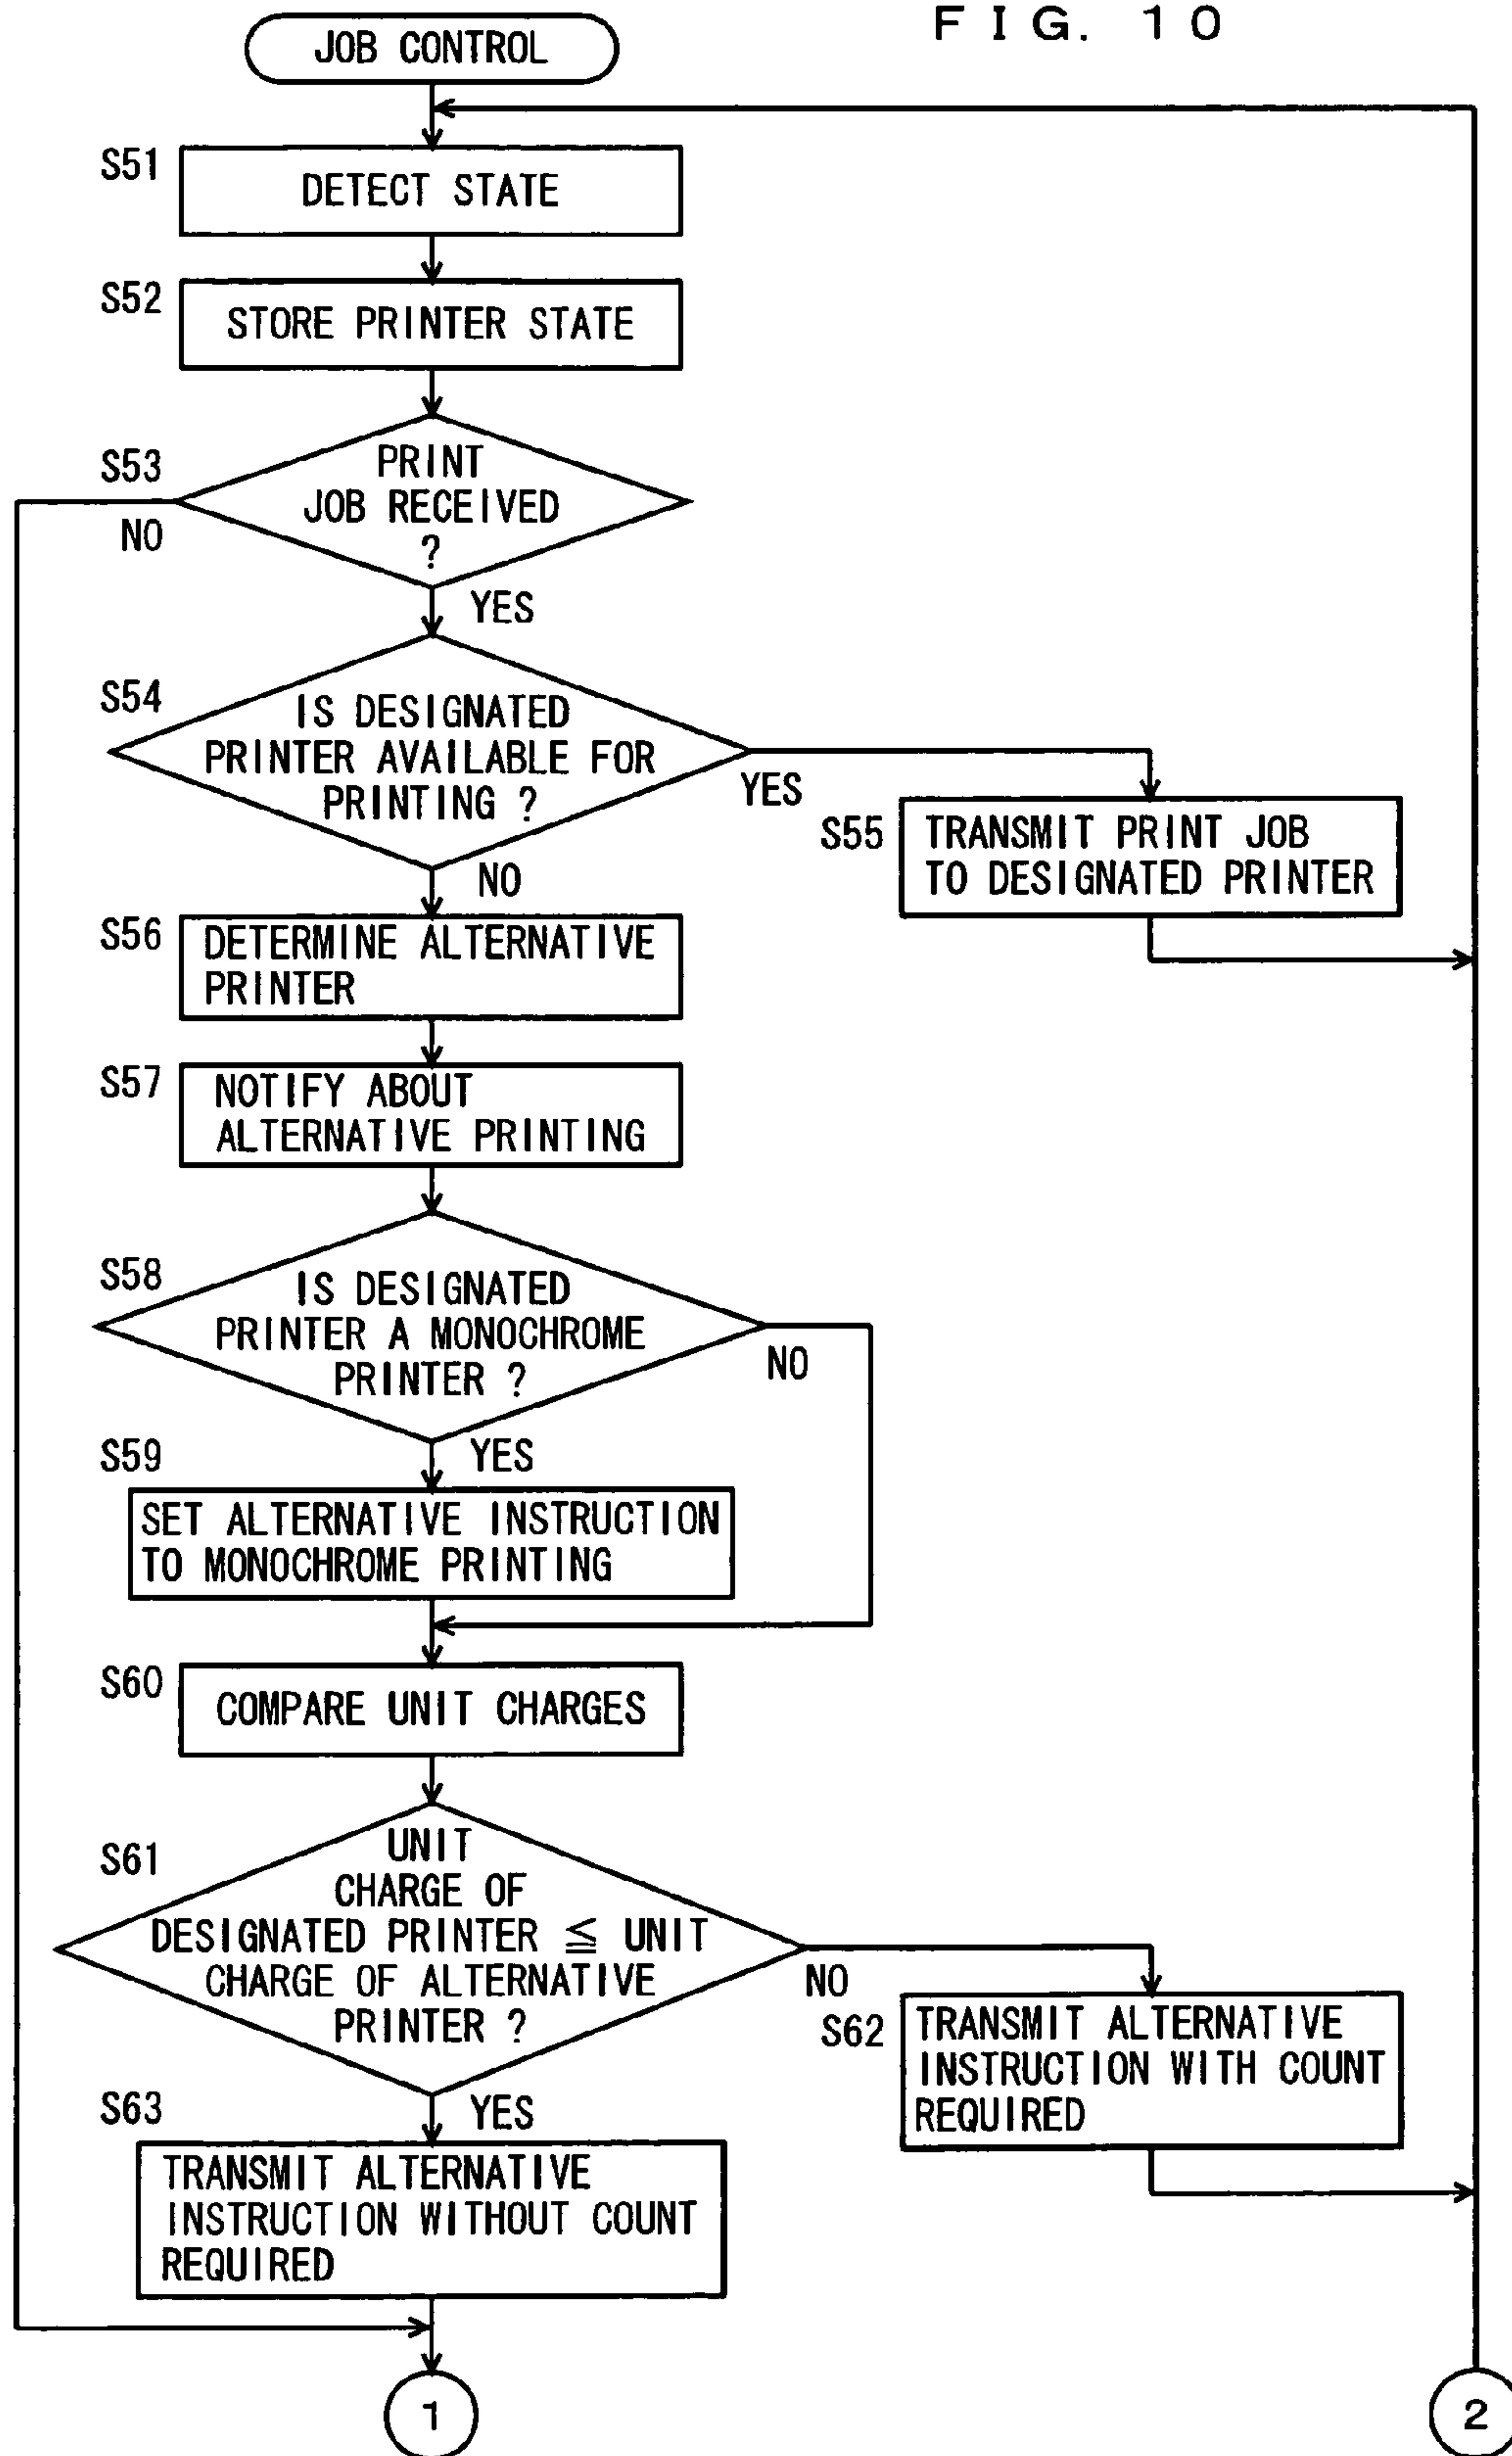 FIG. 10
JOB CONTROL
S51
DETECT STATE
S52
STORE PRINTER STATE
S53
PRINT
JOB RECEIVED
?
NO
YES
S54
IS DESIGNATED
PRINTER AVAILABLE FOR
PRINTING ?
YES
NO
S55
TRANSMIT PRINT JOB
TO DESIGNATED PRINTER
S56
DETERMINE ALTERNATIVE
PRINTER
S57
NOTIFY ABOUT
ALTERNATIVE PRINTING
S58
IS DESIGNATED
PRINTER A MONOCHROME
PRINTER ?
NO
YES
S59
SET ALTERNATIVE INSTRUCTION
TO MONOCHROME PRINTING
S60
COMPARE UNIT CHARGES
S61
UNIT
CHARGE OF
DESIGNATED PRINTER ≦ UNIT
CHARGE OF ALTERNATIVE
PRINTER ?
NO
S62
TRANSMIT ALTERNATIVE
INSTRUCTION WITH COUNT
REQUIRED
YES
S63
TRANSMIT ALTERNATIVE
INSTRUCTION WITHOUT COUNT
REQUIRED
1
2